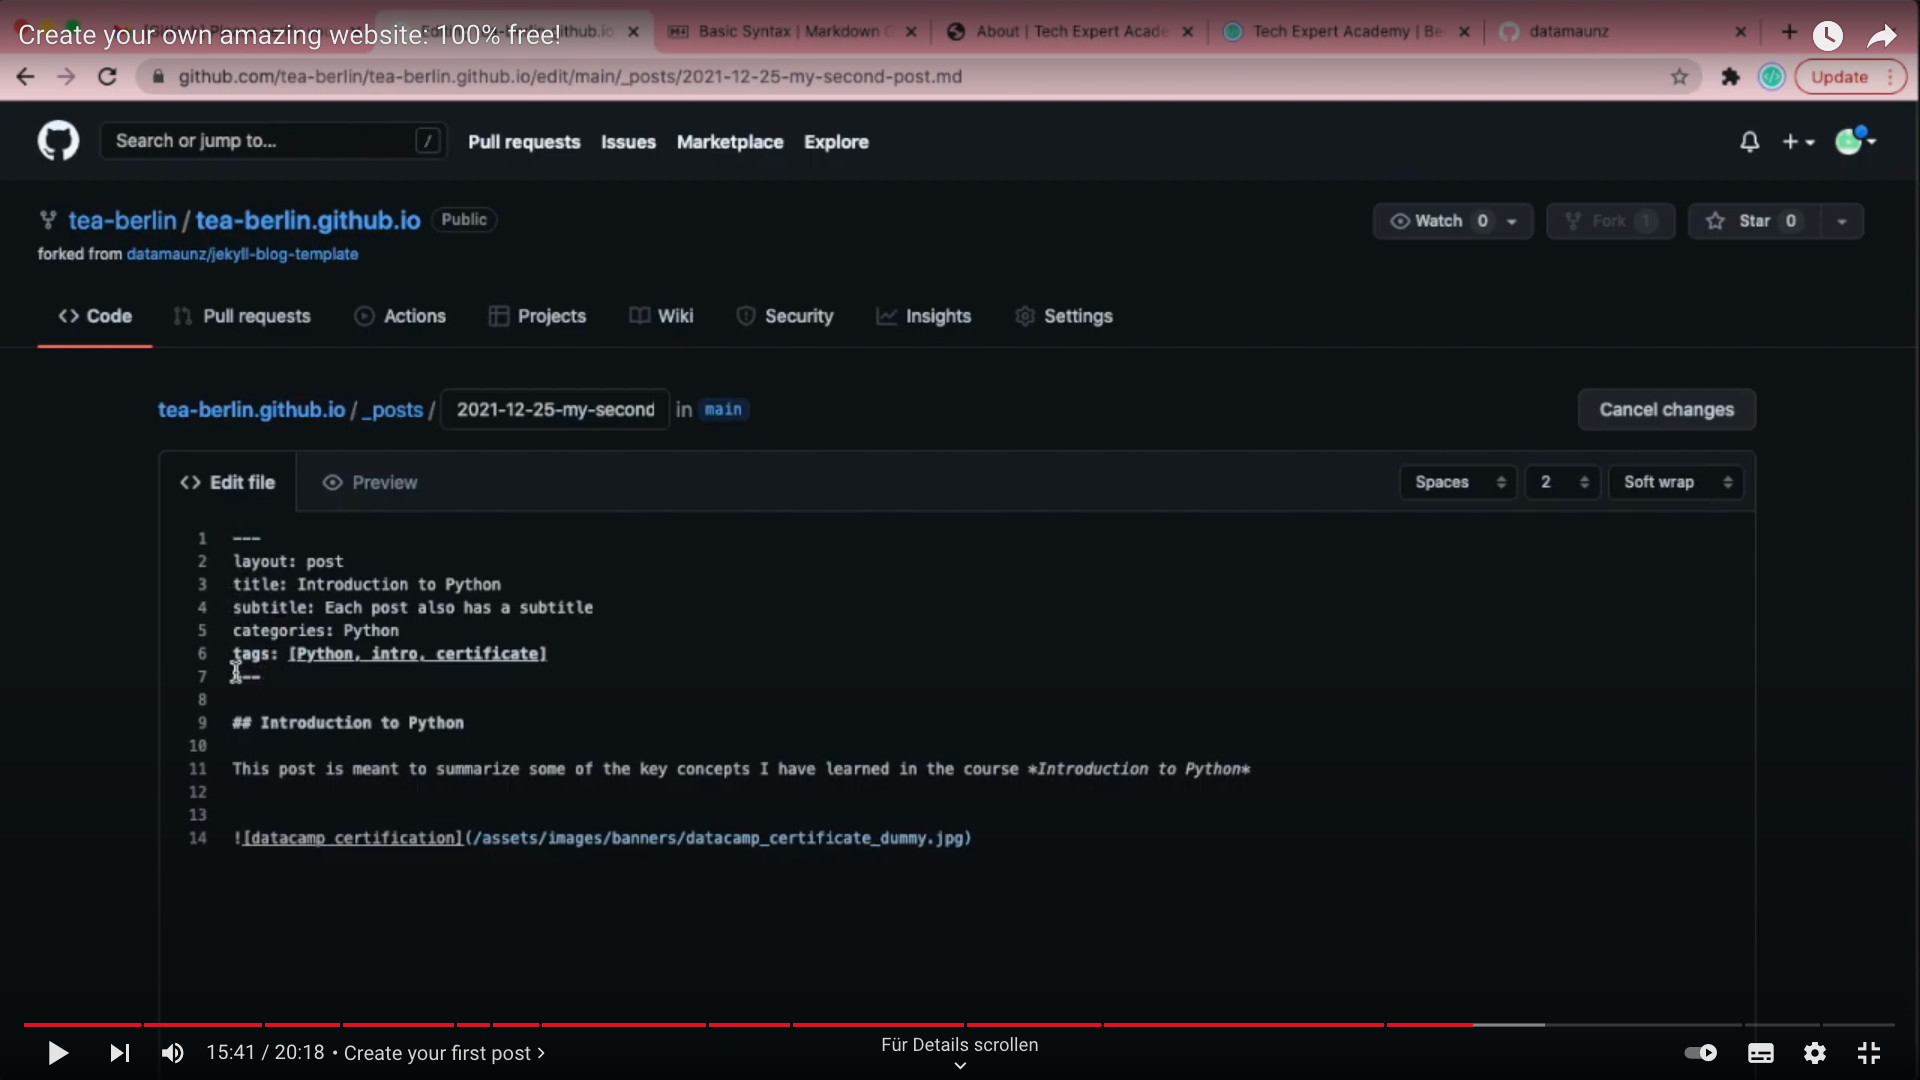 Create your own amazing website: 100% free!
Basic Syntax | Markdown
About | Tech Expert Acade
Tech Expert Academy | Be
datamaunz
github.com/tea-berlin/tea-berlin.github.io/edit/main/_posts/2021-12-25-my-second-post.md
Update
Search or jump to...
/
Pull requests
Issues
Marketplace
Explore
tea-berlin / tea-berlin.github.io
Public
Watch 0
Fork 1
Star 0
forked from datamaunz/jekyll-blog-template
Code
Pull requests
Actions
Projects
Wiki
Security
Insights
Settings
tea-berlin.github.io / _posts / 2021-12-25-my-second in main
Cancel changes
Edit file
Preview
Spaces
2
Soft wrap
1 ---
2 layout: post
3 title: Introduction to Python
4 subtitle: Each post also has a subtitle
5 categories: Python
6 tags: [Python, intro, certificate]
7 ---
8
9 ## Introduction to Python
10
11 This post is meant to summarize some of the key concepts I have learned in the course *Introduction to Python*
12
13
14 ![datacamp certification](/assets/images/banners/datacamp_certificate_dummy.jpg)
15:41 / 20:18 • Create your first post
Für Details scrollen